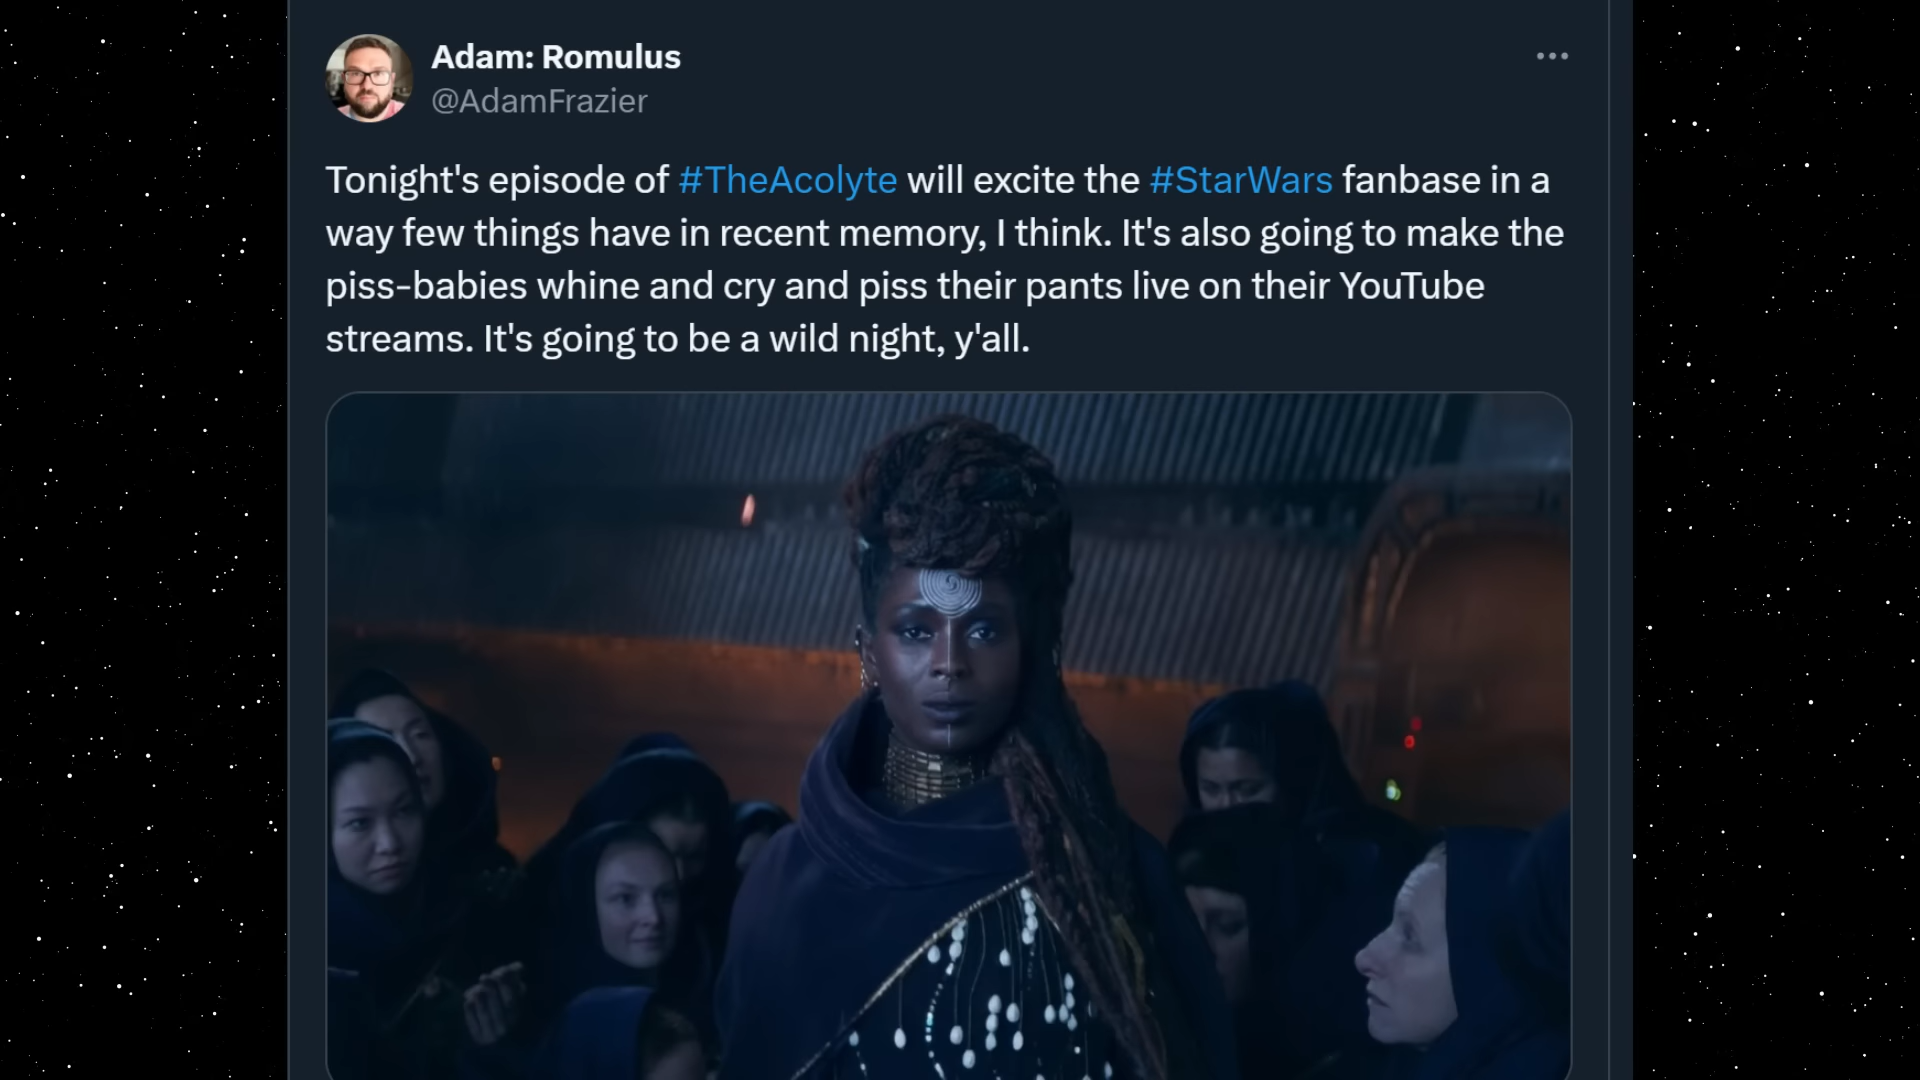 Adam: Romulus
@AdamFrazier
Tonight's episode of #TheAcolyte will excite the #StarWars fanbase in a
way few things have in recent memory, I think. It's also going to make the
piss-babies whine and cry and piss their pants live on their YouTube
streams. It's going to be a wild night, y'all.